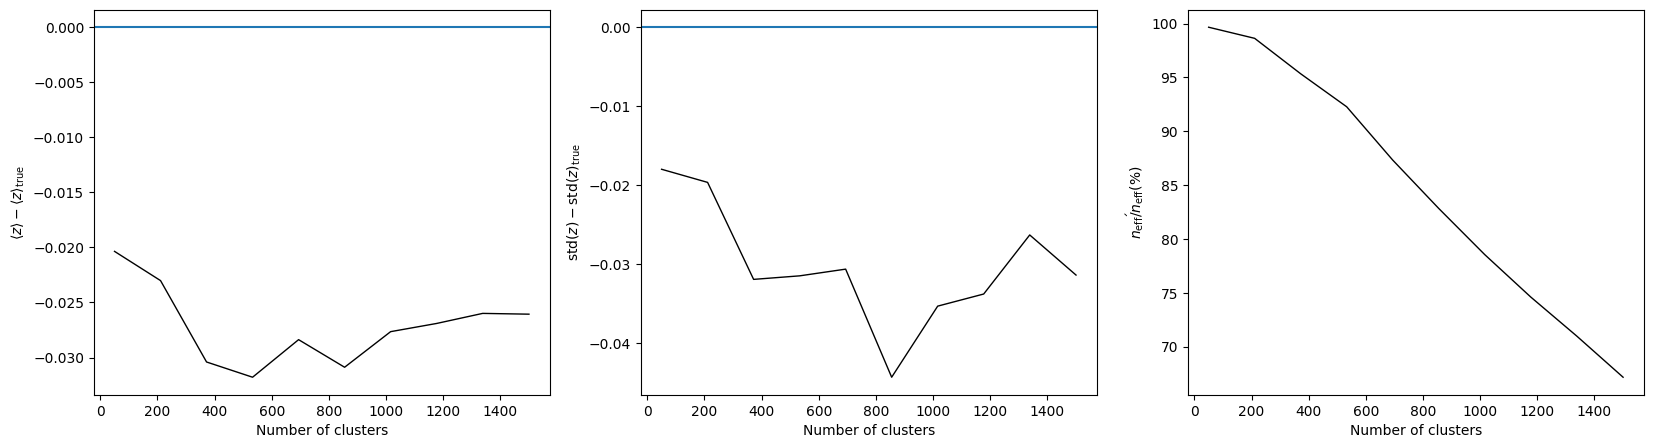 0.000
−0.005
−0.010
−0.015
−0.020
−0.025
−0.030
⟨z⟩ − ⟨z⟩true
0 200 400 600 800 1000 1200 1400
Number of clusters
0.00
−0.01
−0.02
−0.03
−0.04
std(z) − std(z)true
0 200 400 600 800 1000 1200 1400
Number of clusters
100
95
90
85
80
75
70
n′eff/neff(%)
0 200 400 600 800 1000 1200 1400
Number of clusters